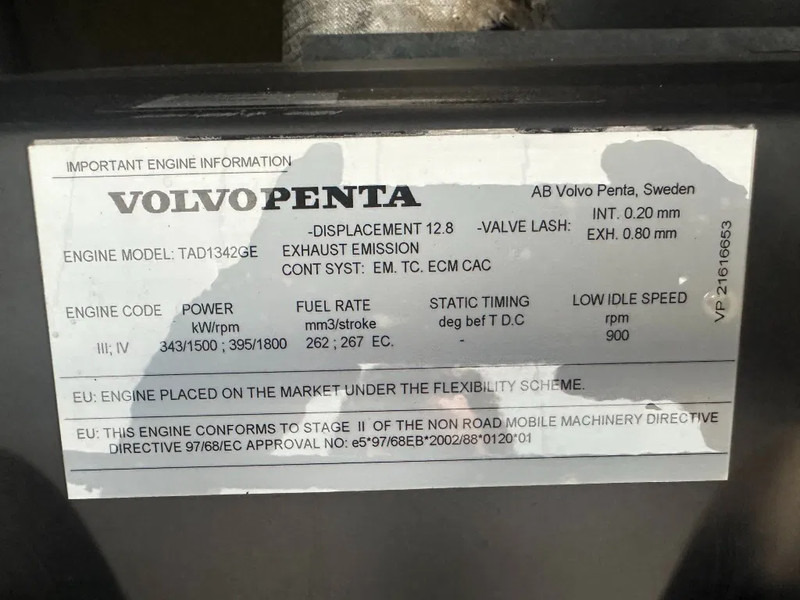 IMPORTANT ENGINE INFORMATION
VOLVO PENTA
AB Volvo Penta, Sweden
-DISPLACEMENT 12.8 -VALVE LASH: INT. 0.20 mm
EXH. 0.80 mm
ENGINE MODEL: TAD1342GE EXHAUST EMISSION
CONT SYST: EM. TC. ECM CAC
VP 21616653
ENGINE CODE POWER FUEL RATE STATIC TIMING LOW IDLE SPEED
kW/rpm mm3/stroke deg bef T D.C rpm
III; IV 343/1500 ; 395/1800 262 ; 267 EC. - 900
EU: ENGINE PLACED ON THE MARKET UNDER THE FLEXIBILITY SCHEME.
EU: THIS ENGINE CONFORMS TO STAGE II OF THE NON ROAD MOBILE MACHINERY DIRECTIVE
DIRECTIVE 97/68/EC APPROVAL NO: e5*97/68EB*2002/88*0120*01